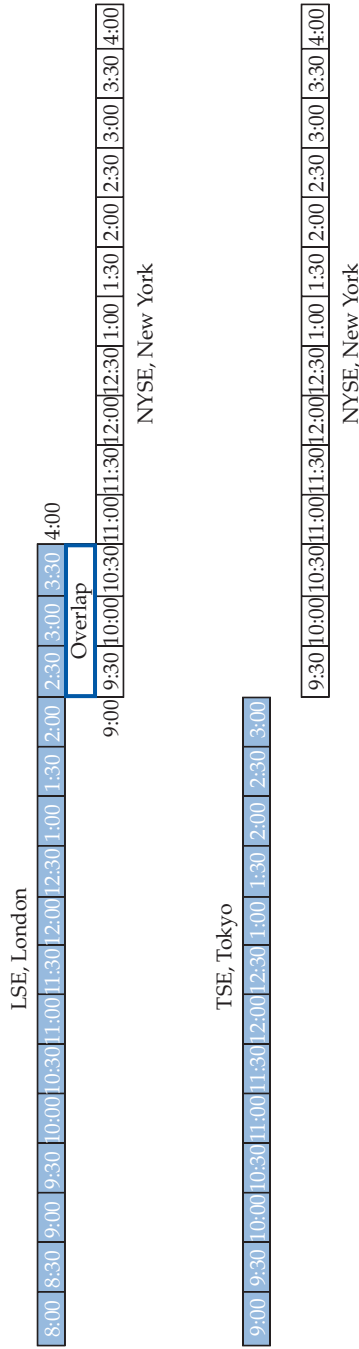 LSE, London
8:00 8:30 9:00 9:30 10:00 10:30 11:00 11:30 12:00 12:30 1:00 1:30 2:00 2:30 3:00 3:30 4:00
Overlap
9:00 9:30 10:00 10:30 11:00 11:30 12:00 12:30 1:00 1:30 2:00 2:30 3:00 3:30 4:00
NYSE, New York
TSE, Tokyo
9:00 9:30 10:00 10:30 11:00 11:30 12:00 12:30 1:00 1:30 2:00 2:30 3:00
9:30 10:00 10:30 11:00 11:30 12:00 12:30 1:00 1:30 2:00 2:30 3:00 3:30 4:00
NYSE, New York